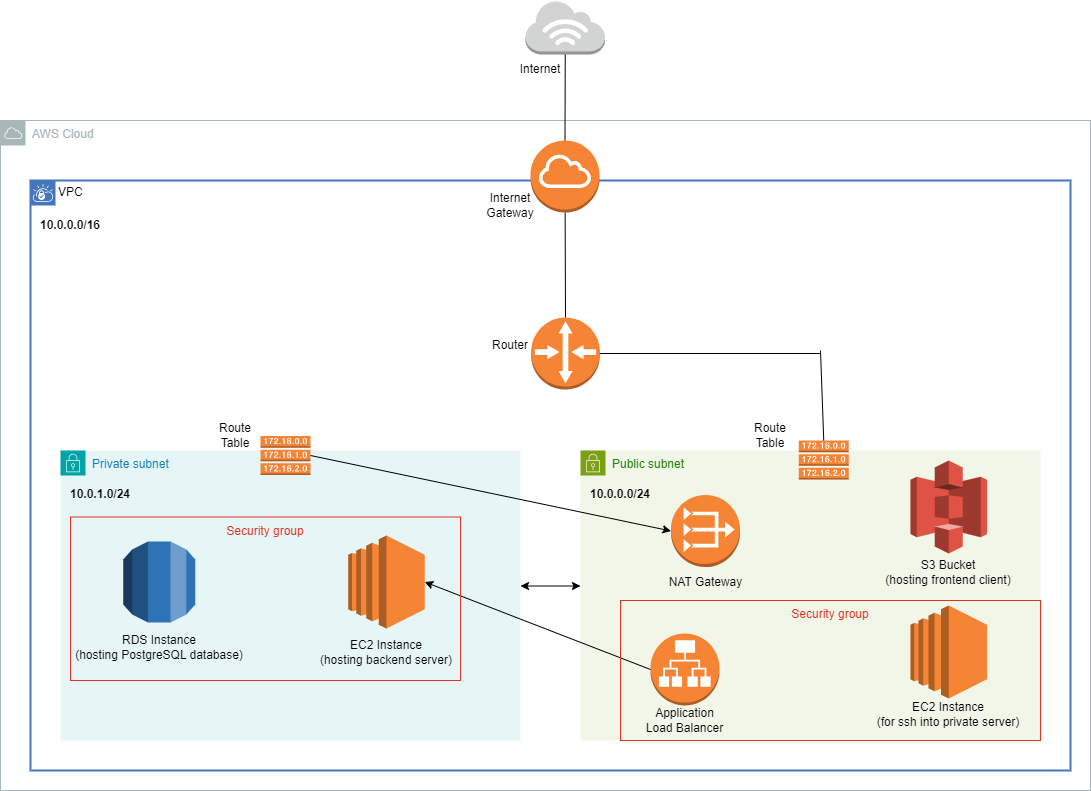 Internet
AWS Cloud
VPC
Internet
Gateway
10.0.0.0/16
Router
Route
Table
172.16.0.0
172.16.1.0
172.16.2.0
Route
Table
172.16.0.0
172.16.1.0
172.16.2.0
Private subnet
10.0.1.0/24
Security group
RDS Instance
(hosting PostgreSQL database)
EC2 Instance
(hosting backend server)
Public subnet
10.0.0.0/24
NAT Gateway
S3 Bucket
(hosting frontend client)
Security group
Application
Load Balancer
EC2 Instance
(for ssh into private server)